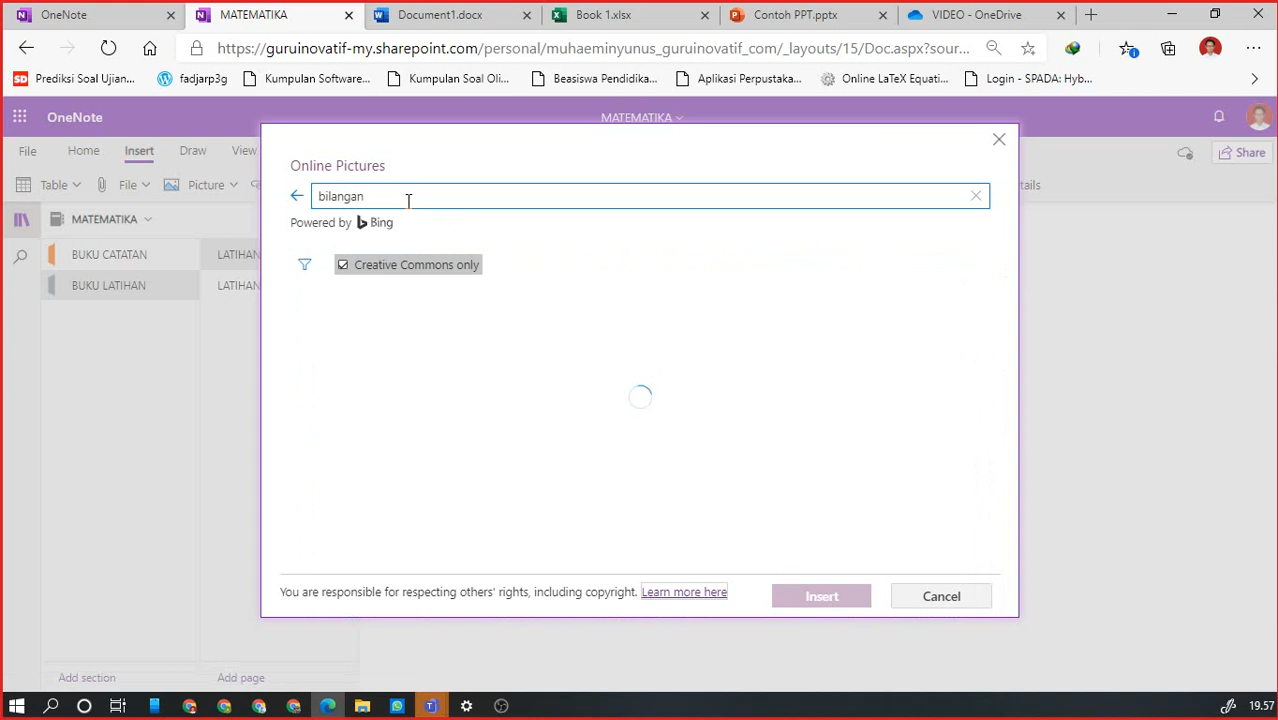 OneNote
MATEMATIKA
Document1.docx
Book 1.xlsx
Contoh PPT.pptx
VIDEO - OneDrive
https://guruinovatif-my.sharepoint.com/personal/muhaeminyunus_guruinovatif_com/_layouts/15/Doc.aspx?sour...
SD Prediksi Soal Ujian...
fadjarp3g
Kumpulan Software...
Kumpulan Soal Oli...
Beasiswa Pendidika...
Aplikasi Perpustaka...
Online LaTeX Equati...
Login - SPADA: Hyb...
OneNote
MATEMATIKA
File Home Insert Draw View
Share
Table File Picture
etails
MATEMATIKA
BUKU CATATAN
BUKU LATIHAN
LATIHAN
LATIHAN
Add section
Add page
Online Pictures
bilangan
Powered by Bing
Creative Commons only
You are responsible for respecting others' rights, including copyright. Learn more here
Insert
Cancel
19.57